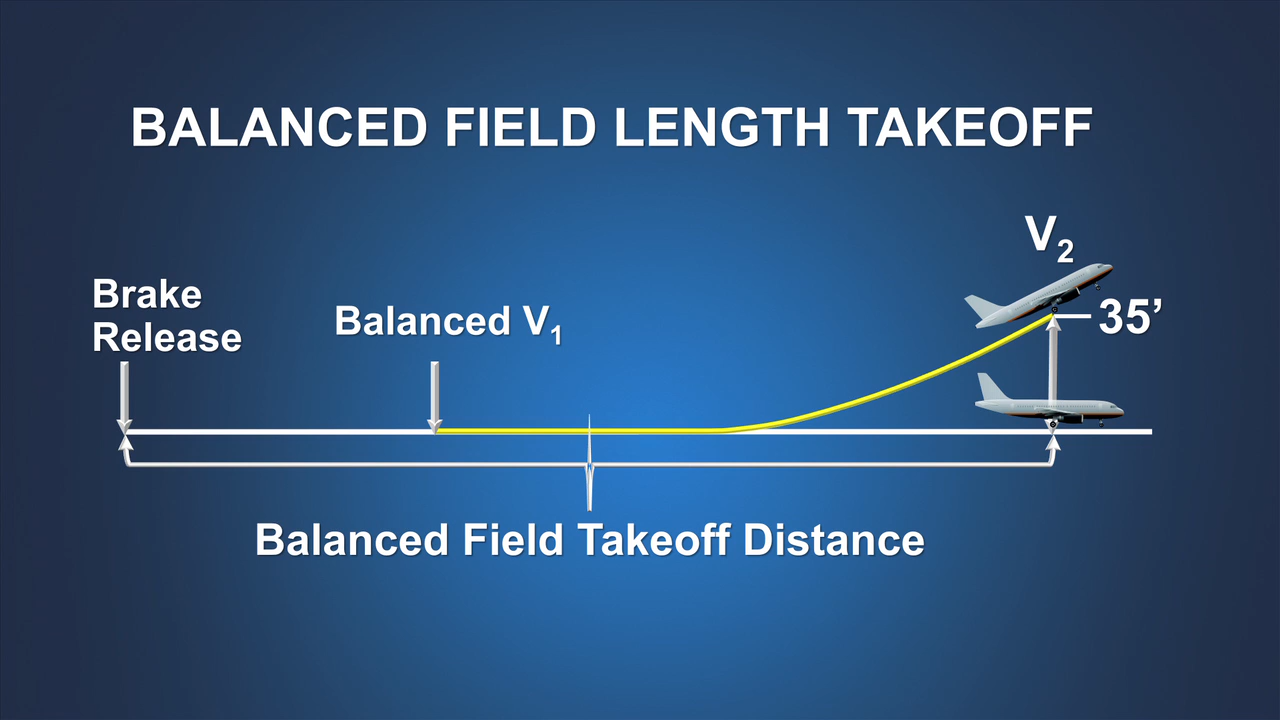 BALANCED FIELD LENGTH TAKEOFF
V₂
Brake
Release
Balanced V₁
35’
Balanced Field Takeoff Distance